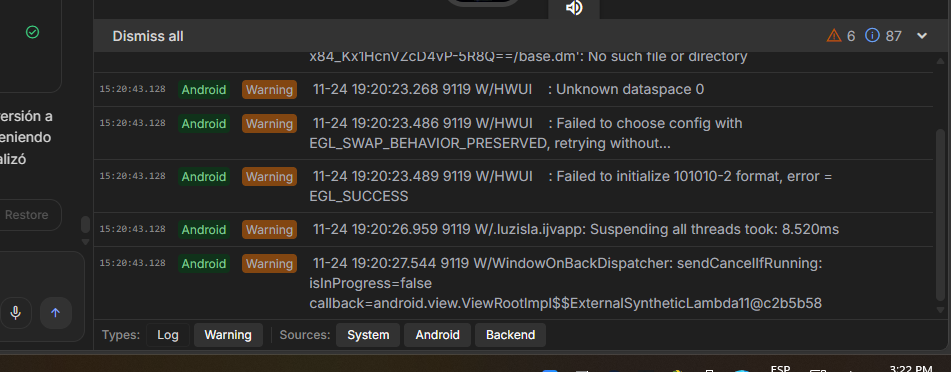 Dismiss all 6 87
x84_Kx1HcnVZcD4vP-5R8Q==/base.dm': No such file or directory
15:20:43.128 Android Warning 11-24 19:20:23.268 9119 W/HWUI : Unknown dataspace 0
15:20:43.128 Android Warning 11-24 19:20:23.486 9119 W/HWUI : Failed to choose config with
EGL_SWAP_BEHAVIOR_PRESERVED, retrying without...
15:20:43.128 Android Warning 11-24 19:20:23.489 9119 W/HWUI : Failed to initialize 101010-2 format, error =
EGL_SUCCESS
15:20:43.128 Android Warning 11-24 19:20:26.959 9119 W/.luzisla.ijvapp: Suspending all threads took: 8.520ms
15:20:43.128 Android Warning 11-24 19:20:27.544 9119 W/WindowOnBackDispatcher: sendCancelIfRunning:
isInProgress=false
callback=android.view.ViewRootImpl$$ExternalSyntheticLambda11@c2b5b58
Types: Log Warning Sources: System Android Backend
ersión a
eniendo
alizó
Restore
ESP
3:22 PM